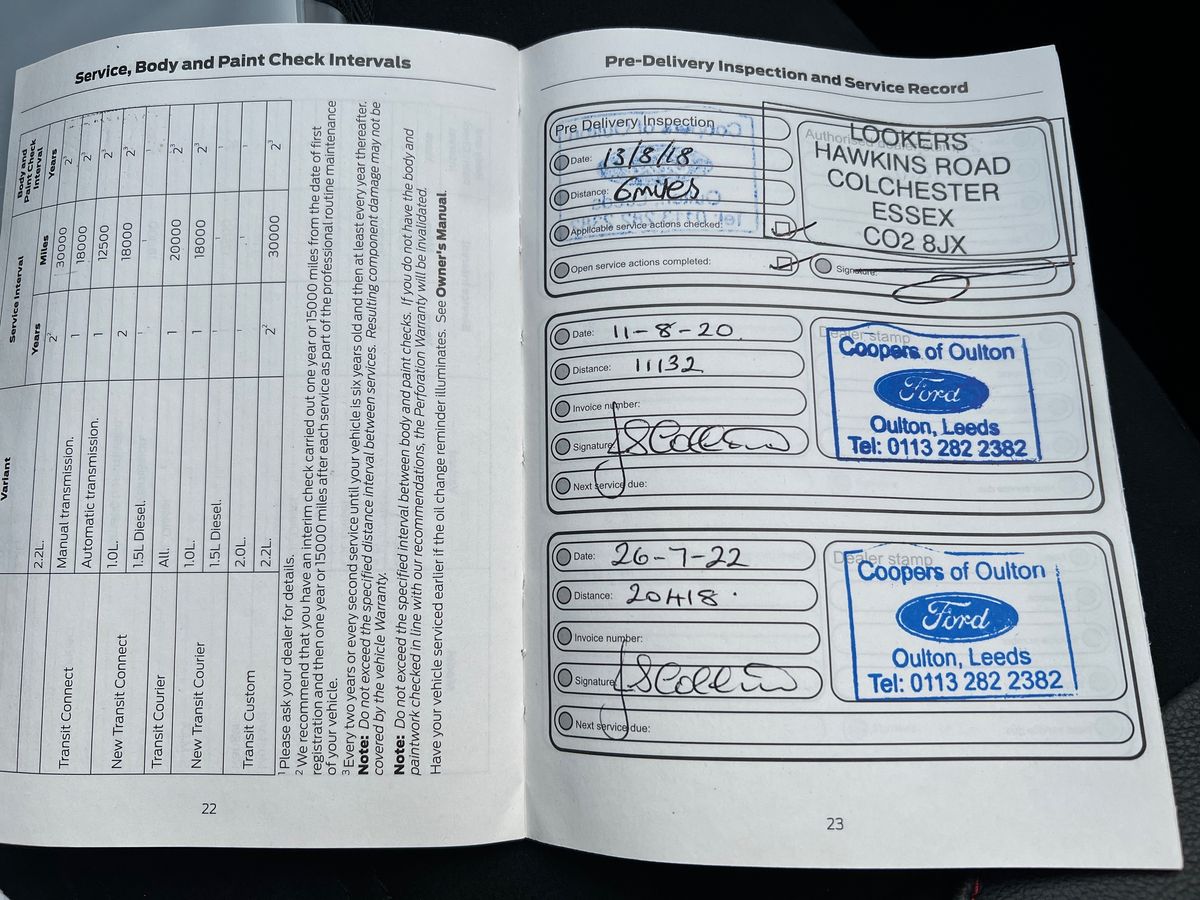 Service, Body and Paint Check Intervals
Variant
Service Interval
Body and Paint Check Interval
Years
Miles
Years
2.2L.
2²
30000
2³
Transit Connect
Manual transmission.
1
18000
2³
Automatic transmission.
1
12500
2³
New Transit Connect
1.0L.
2
18000
2³
1.5L Diesel.
-
-
-
Transit Courier
All.
1
20000
2³
New Transit Courier
1.0L.
1
18000
2³
1.5L Diesel.
-
-
-
Transit Custom
2.0L.
-
-
-
2.2L.
2²
30000
2³
¹ Please ask your dealer for details.
² We recommend that you have an interim check carried out one year or 15000 miles from the date of first
registration and then one year or 15000 miles after each service as part of the professional routine maintenance
of your vehicle.
³ Every two years or every second service until your vehicle is six years old and then at least every year thereafter.
Note: Do not exceed the specified distance interval between services. Resulting component damage may not be
covered by the vehicle Warranty.
Note: Do not exceed the specified interval between body and paint checks. If you do not have the body and
paintwork checked in line with our recommendations, the Perforation Warranty will be invalidated.
Have your vehicle serviced earlier if the oil change reminder illuminates. See Owner's Manual.
22
Pre-Delivery Inspection and Service Record
Pre Delivery Inspection
Date: 13/8/18
Distance: 6miles
Applicable service actions checked:
Open service actions completed:
Signature:
LOOKERS
HAWKINS ROAD
COLCHESTER
ESSEX
CO2 8JX
Date: 11-8-20
Distance: 11132
Invoice number:
Signature
Next service due:
Dealer stamp
Coopers of Oulton
Ford
Oulton, Leeds
Tel: 0113 282 2382
Date: 26-7-22
Distance: 20418
Invoice number:
Signature
Next service due:
Dealer stamp
Coopers of Oulton
Ford
Oulton, Leeds
Tel: 0113 282 2382
23